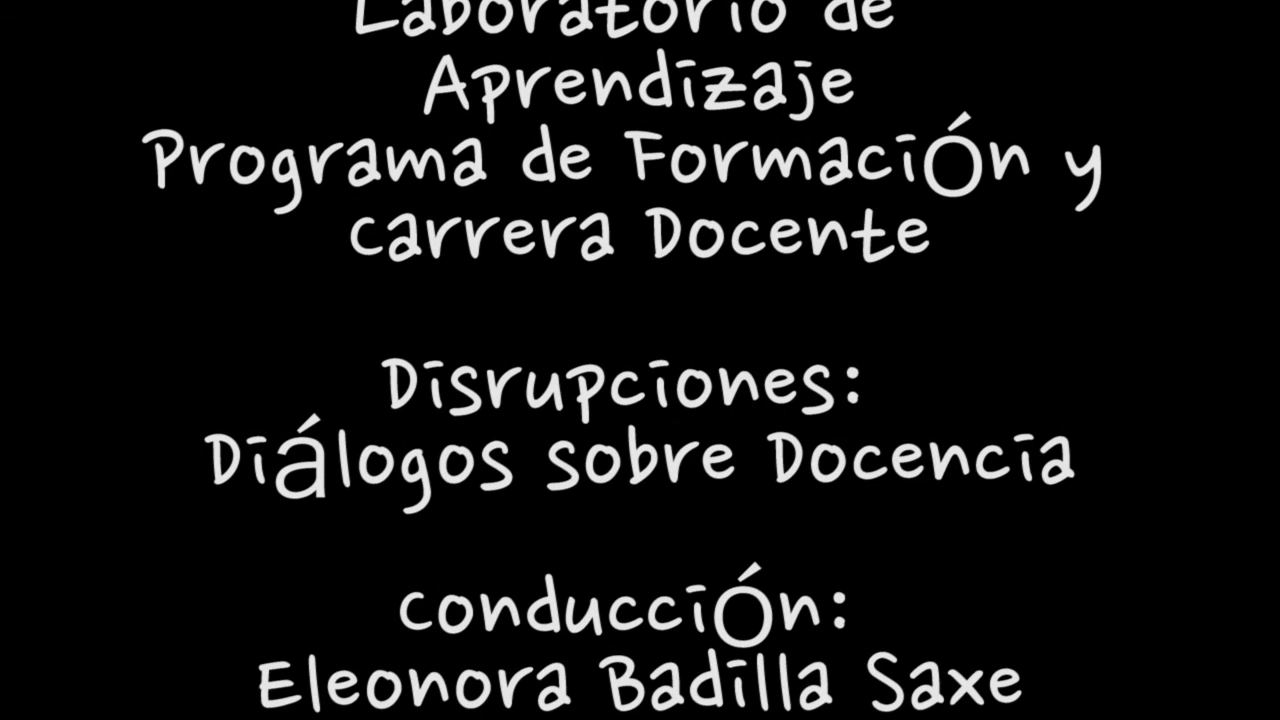 Laboratorio de
Aprendizaje
Programa de Formación y
carrera Docente
Disrupciones:
Diálogos sobre Docencia
conducción:
Eleonora Badilla Saxe